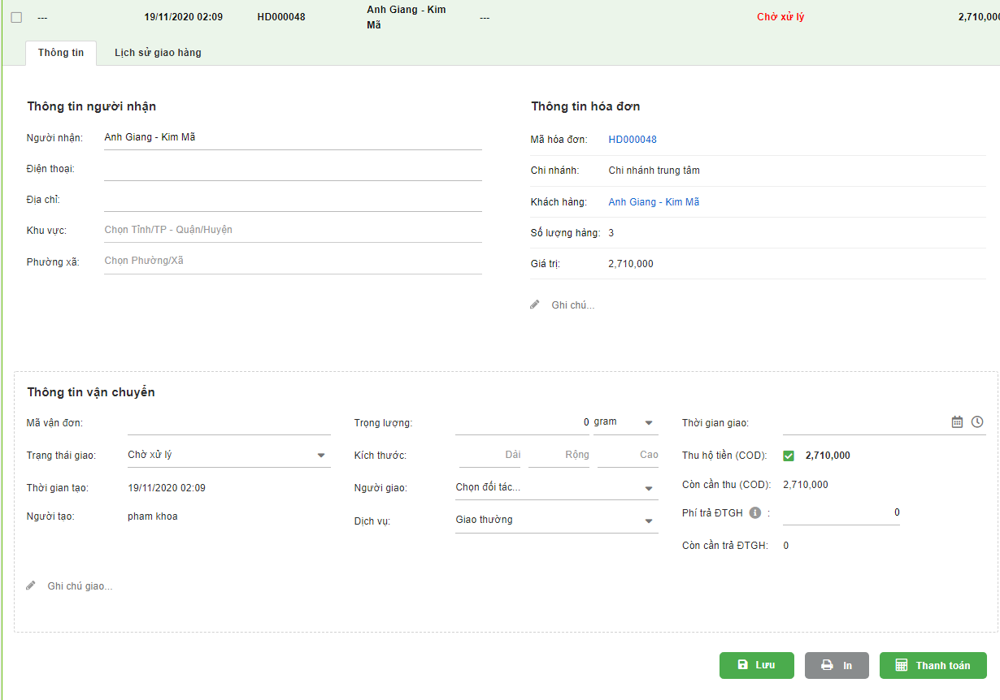 --- 19/11/2020 02:09 HD000048 Anh Giang - Kim Mã --- Chờ xử lý 2,710,00
Thông tin Lịch sử giao hàng
Thông tin người nhận
Người nhận: Anh Giang - Kim Mã
Điện thoại:
Địa chỉ:
Khu vực: Chọn Tỉnh/TP - Quận/Huyện
Phường xã: Chọn Phường/Xã
Thông tin hóa đơn
Mã hóa đơn: HD000048
Chi nhánh: Chi nhánh trung tâm
Khách hàng: Anh Giang - Kim Mã
Số lượng hàng: 3
Giá trị: 2,710,000
Ghi chú...
Thông tin vận chuyển
Mã vận đơn:
Trạng thái giao: Chờ xử lý
Thời gian tạo: 19/11/2020 02:09
Người tạo: pham khoa
Trọng lượng: 0 gram
Kích thước: Dài Rộng Cao
Người giao: Chọn đối tác...
Dịch vụ: Giao thường
Thời gian giao:
Thu hộ tiền (COD): 2,710,000
Còn cần thu (COD): 2,710,000
Phí trả ĐTGH : 0
Còn cần trả ĐTGH: 0
Ghi chú giao...
Lưu In Thanh toán